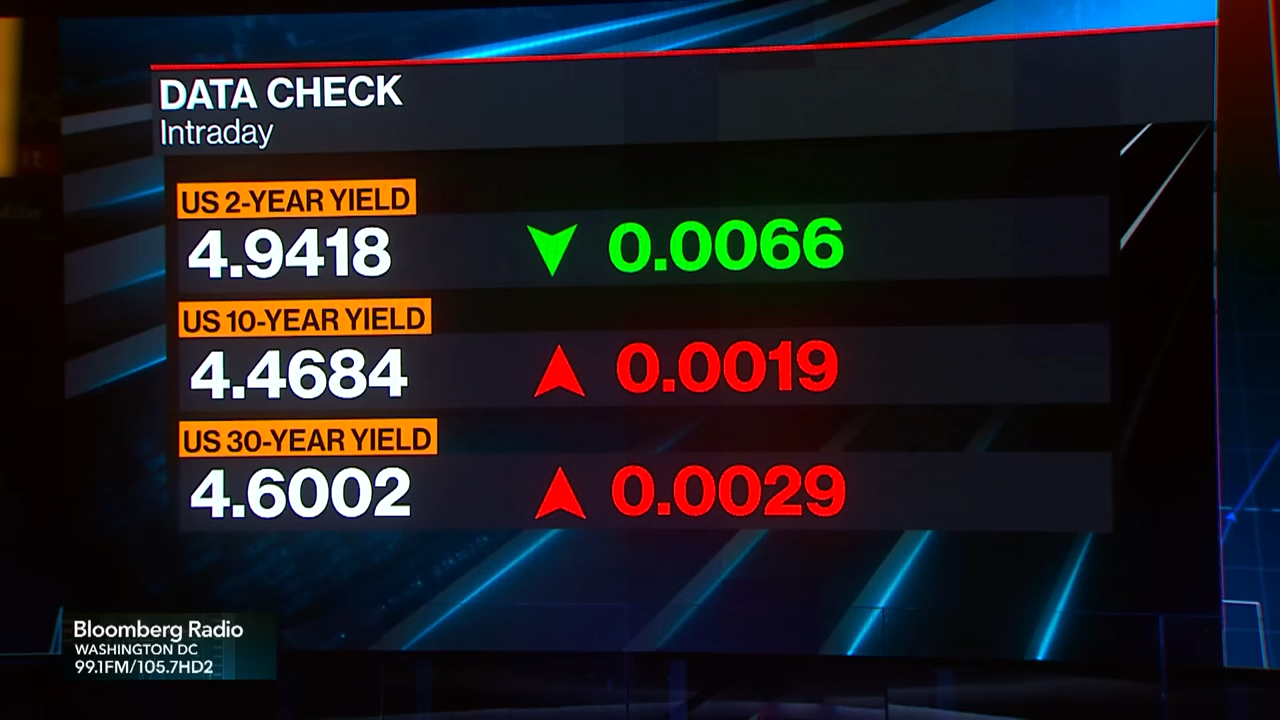 DATA CHECK
Intraday
US 2-YEAR YIELD
4.9418 ▼ 0.0066
US 10-YEAR YIELD
4.4684 ▲ 0.0019
US 30-YEAR YIELD
4.6002 ▲ 0.0029
Bloomberg Radio
WASHINGTON DC
99.1FM/105.7HD2